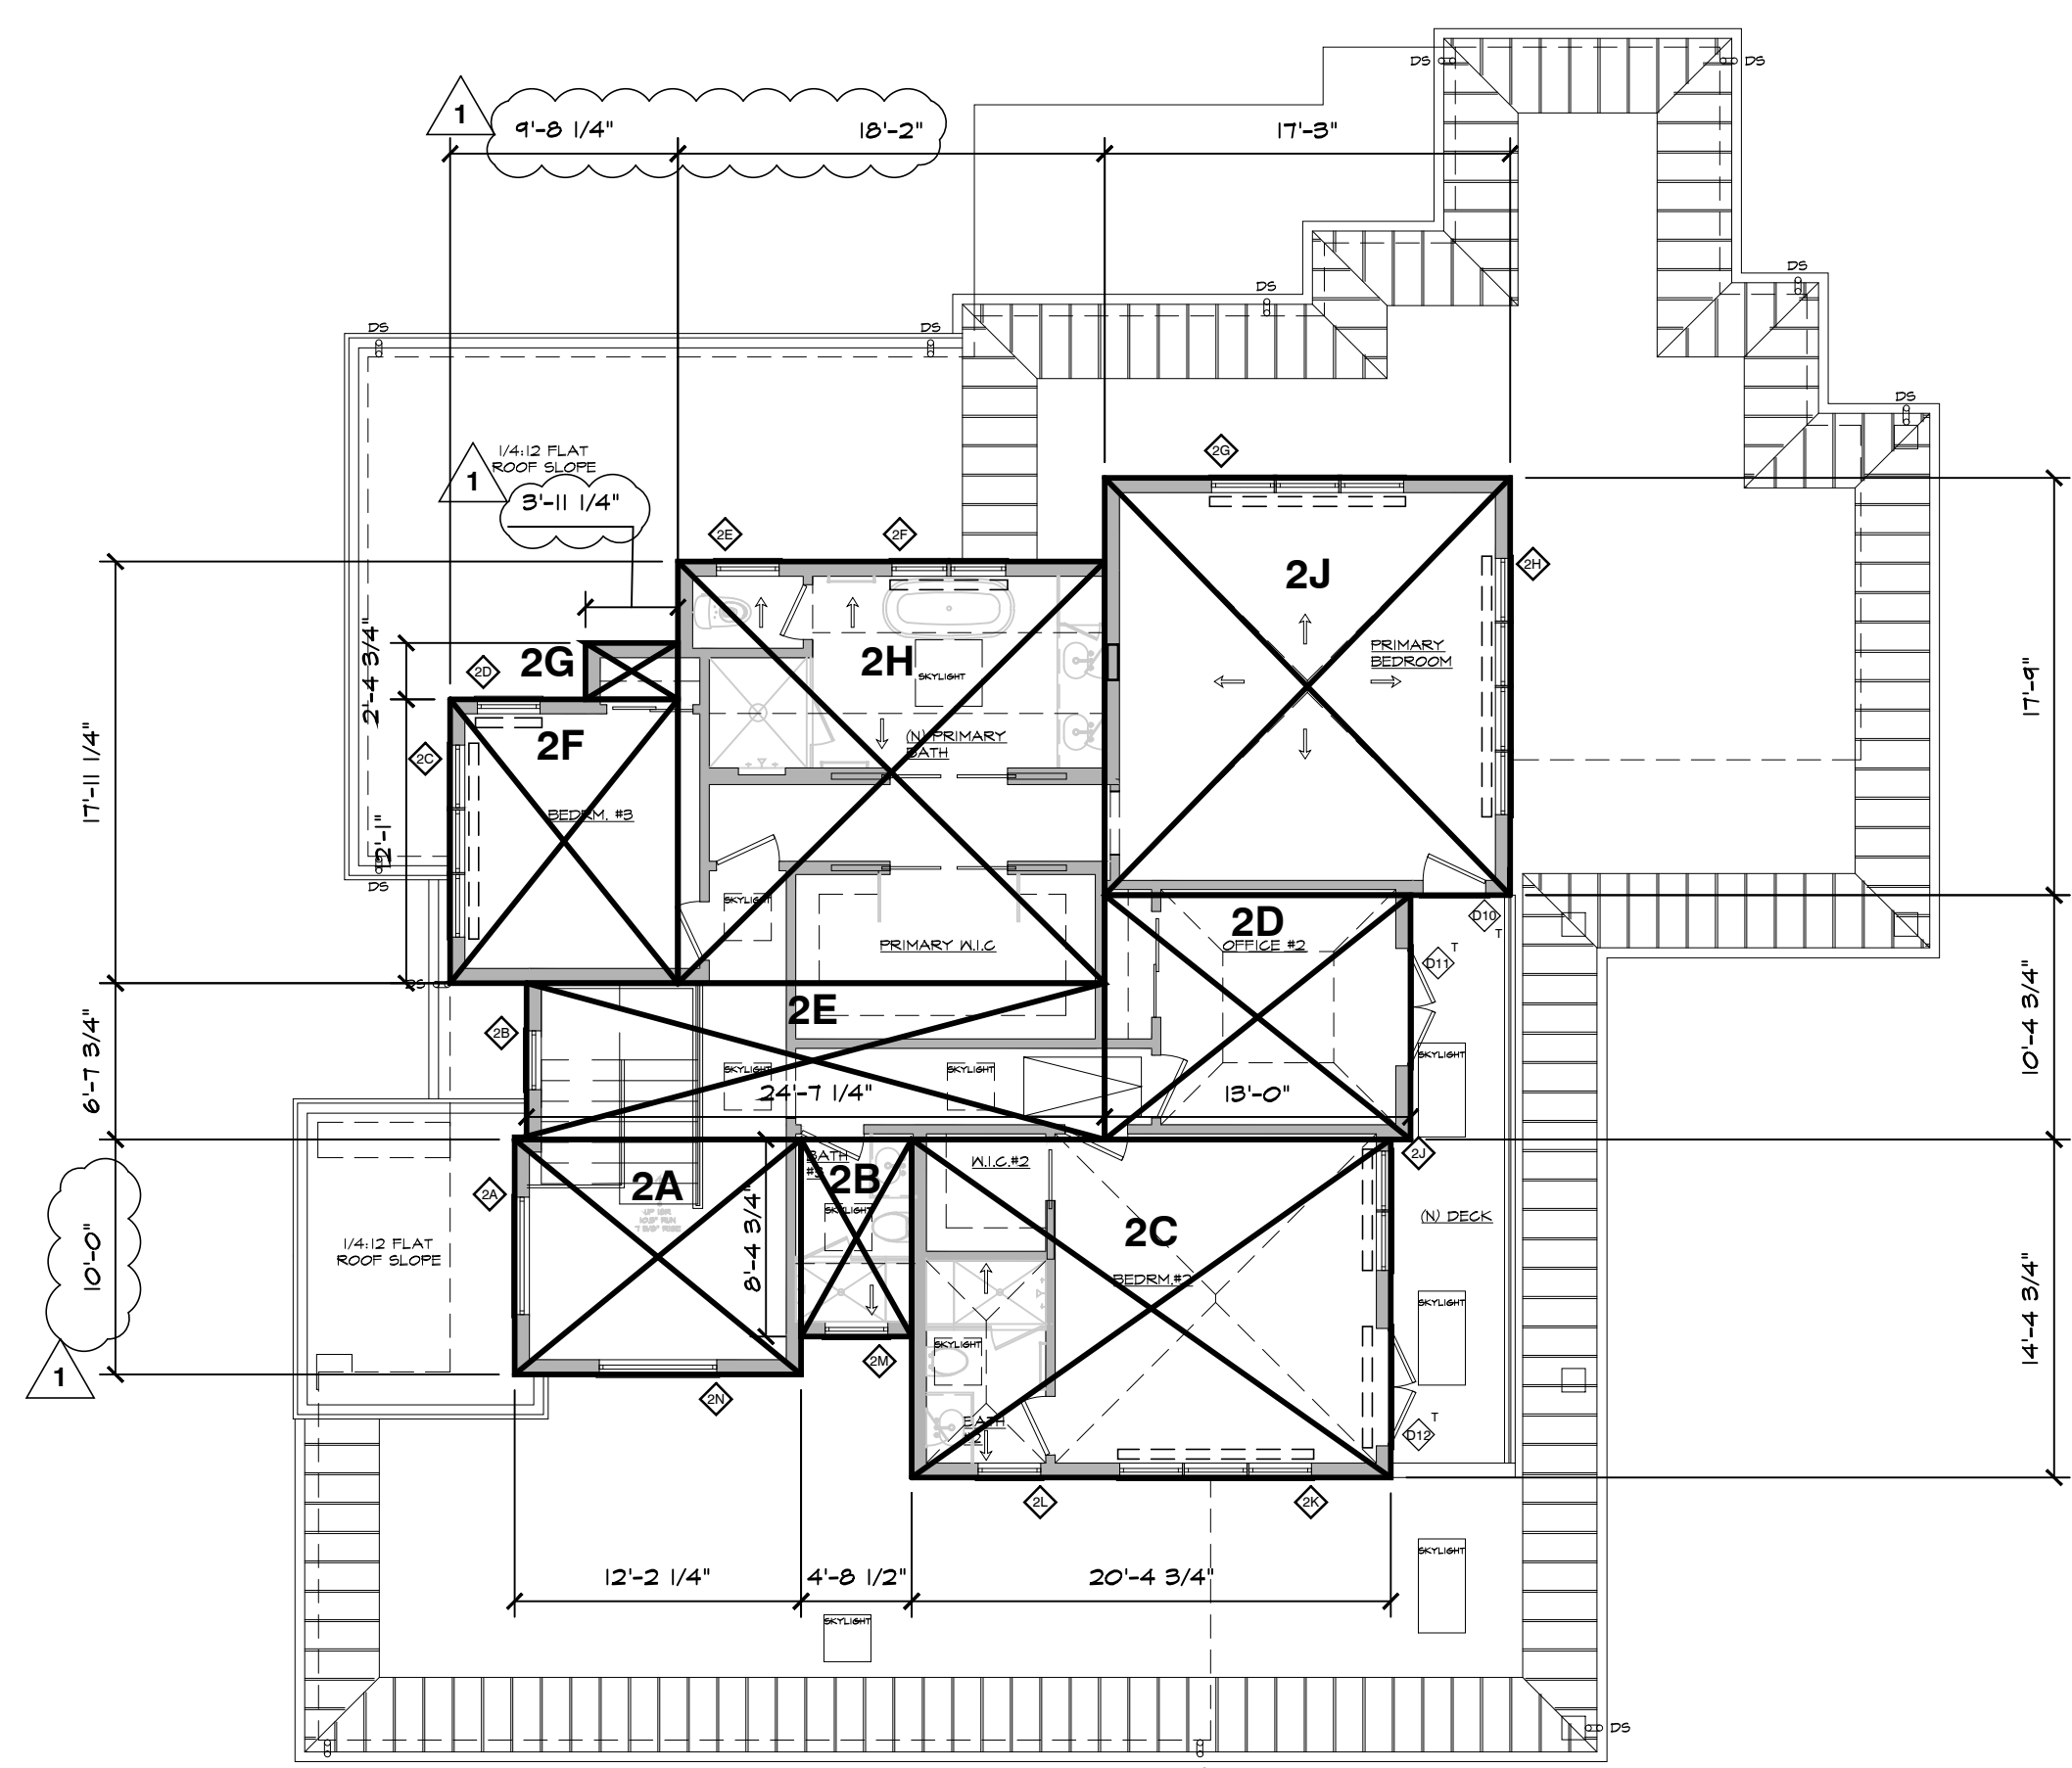 DS
DS
1
9'-8 1/4"
18'-2"
17'-3"
DS
DS
DS
DS
DS
1/4:12 FLAT
ROOF SLOPE
1
3'-11 1/4"
2G
2E
2F
2H
2J
2D
2G
2H
SKYLIGHT
PRIMARY
BEDROOM
2'-4 3/4"
17'-9"
17'-11 1/4"
2C
2F
(N) PRIMARY
BATH
BEDRM. #3
2'-1"
DS
SKYLIGHT
2D
OFFICE #2
PRIMARY W.I.C
D10
T
T
D11
DS
2E
2B
10'-4 3/4"
6'-7 3/4"
SKYLIGHT
SKYLIGHT
SKYLIGHT
24'-7 1/4"
13'-0"
BATH
W.I.C.#2
2J
2A
2A
2B
8'-4 3/4"
SKYLIGHT
2C
(N) DECK
10'-0"
1/4:12 FLAT
ROOF SLOPE
BEDRM.#2
SKYLIGHT
14'-4 3/4"
SKYLIGHT
1
2N
2M
BATH
T
D12
2L
2K
SKYLIGHT
12'-2 1/4"
4'-8 1/2"
20'-4 3/4"
SKYLIGHT
DS